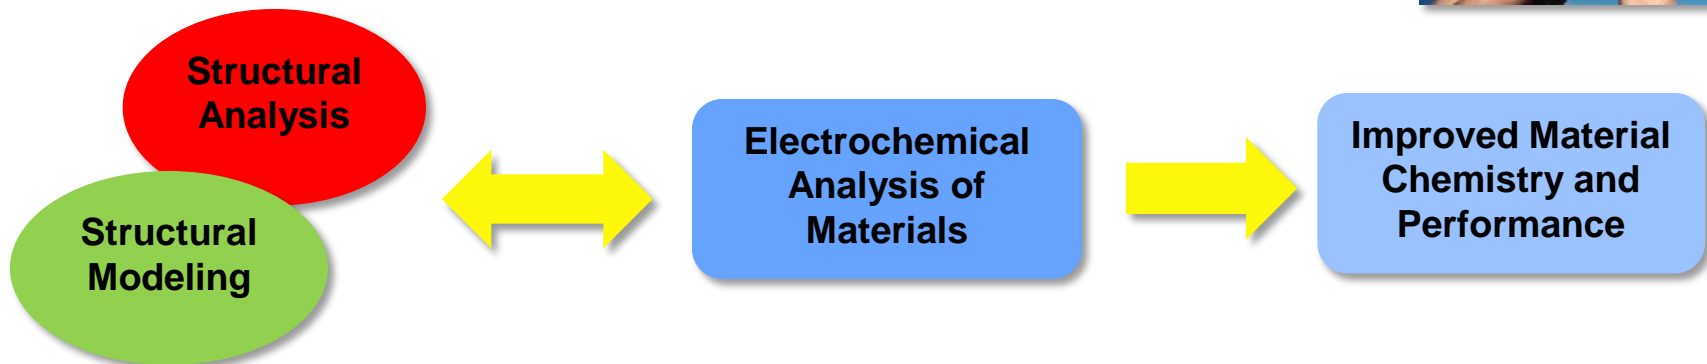 Structural
Analysis
Structural
Modeling
Electrochemical
Analysis of
Materials
Improved Material
Chemistry and
Performance